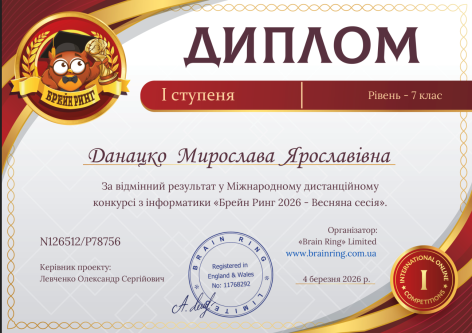 ДИПЛОМ
БРЕЙН РИНГ
І ступеня
Рівень - 7 клас
Данацко Мирослава Ярославівна
За відмінний результат у Міжнародному дистанційному
конкурсі з інформатики «Брейн Ринг 2026 - Весняна сесія».
N126512/P78756
Організатор:
«Brain Ring» Limited
www.brainring.com.ua
Керівник проекту:
Левченко Олександр Сергійович
BRAIN RING
LIMITED
Registered in
England & Wales
No: 11768292
4 березня 2026 р.
INTERNATIONAL ONLINE
I
COMPETITIONS